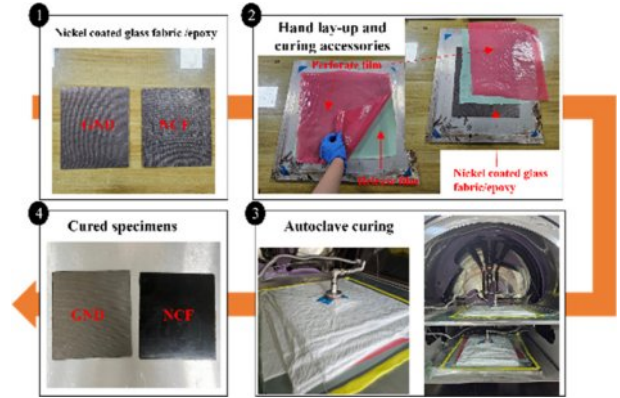 1
Nickel coated glass fabric /epoxy
GND
NCF
2
Hand lay-up and
curing accessories
Perforate film
Release film
Nickel coated glass
fabric/epoxy
3
Autoclave curing
4
Cured specimens
GND
NCF